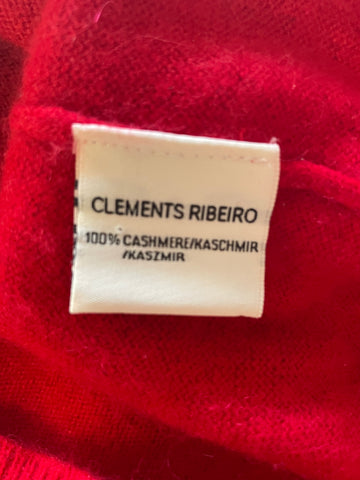 CLEMENTS RIBEIRO
100% CASHMERE/KASCHMIR
/KASZMIR